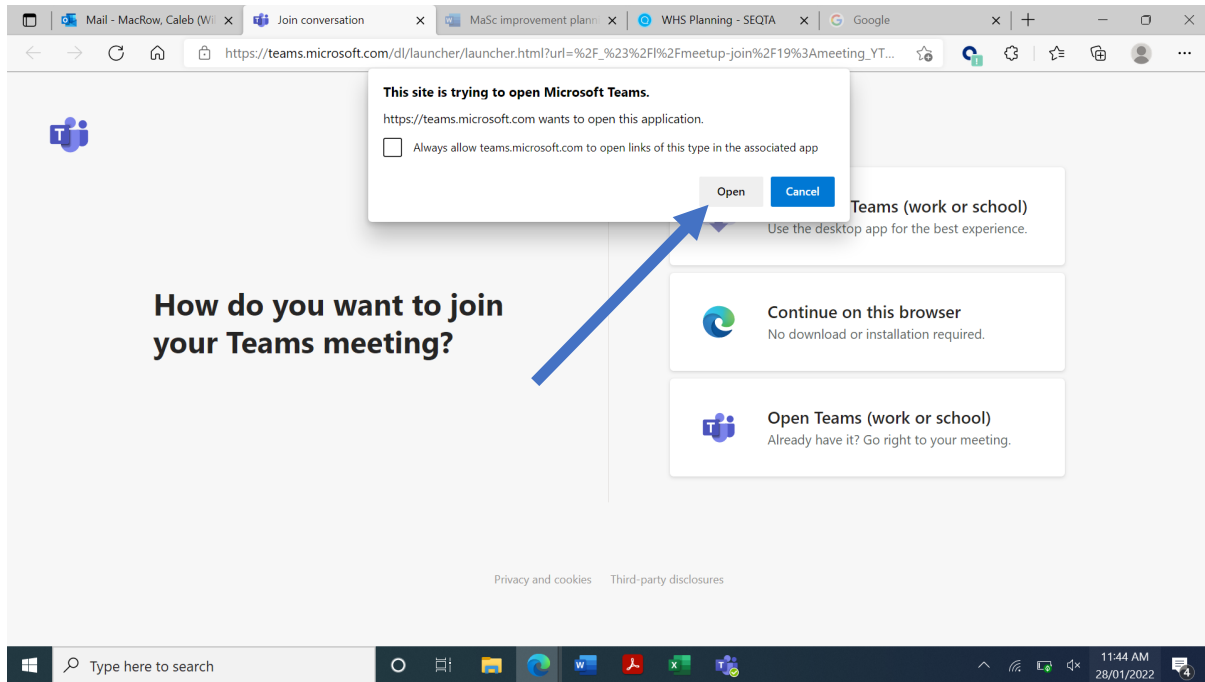 Mail - MacRow, Caleb (Wil
Join conversation
MaSc improvement plann
WHS Planning - SEQTA
Google
https://teams.microsoft.com/dl/launcher/launcher.html?url=%2F_%23%2Fl%2Fmeetup-join%2F19%3Ameeting_YT...
This site is trying to open Microsoft Teams.
https://teams.microsoft.com wants to open this application.
Always allow teams.microsoft.com to open links of this type in the associated app
Open Cancel
Teams (work or school)
Use the desktop app for the best experience.
How do you want to join
your Teams meeting?
Continue on this browser
No download or installation required.
Open Teams (work or school)
Already have it? Go right to your meeting.
Privacy and cookies Third-party disclosures
Type here to search
11:44 AM
28/01/2022
4